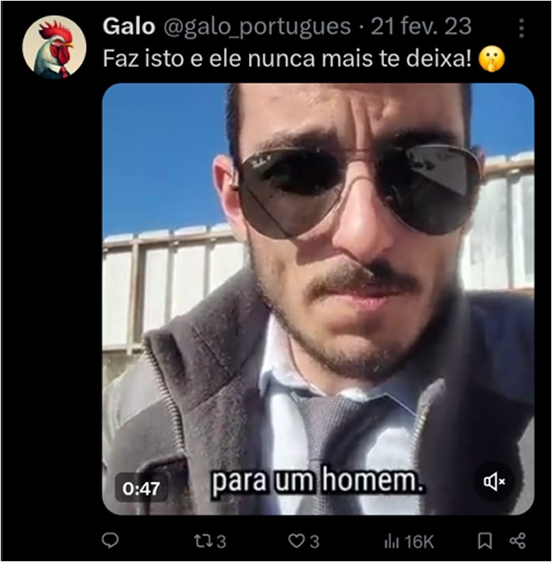 Galo @galo_portugues · 21 fev. 23
Faz isto e ele nunca mais te deixa! 🤫
para um homem.
0:47
3 3 16K